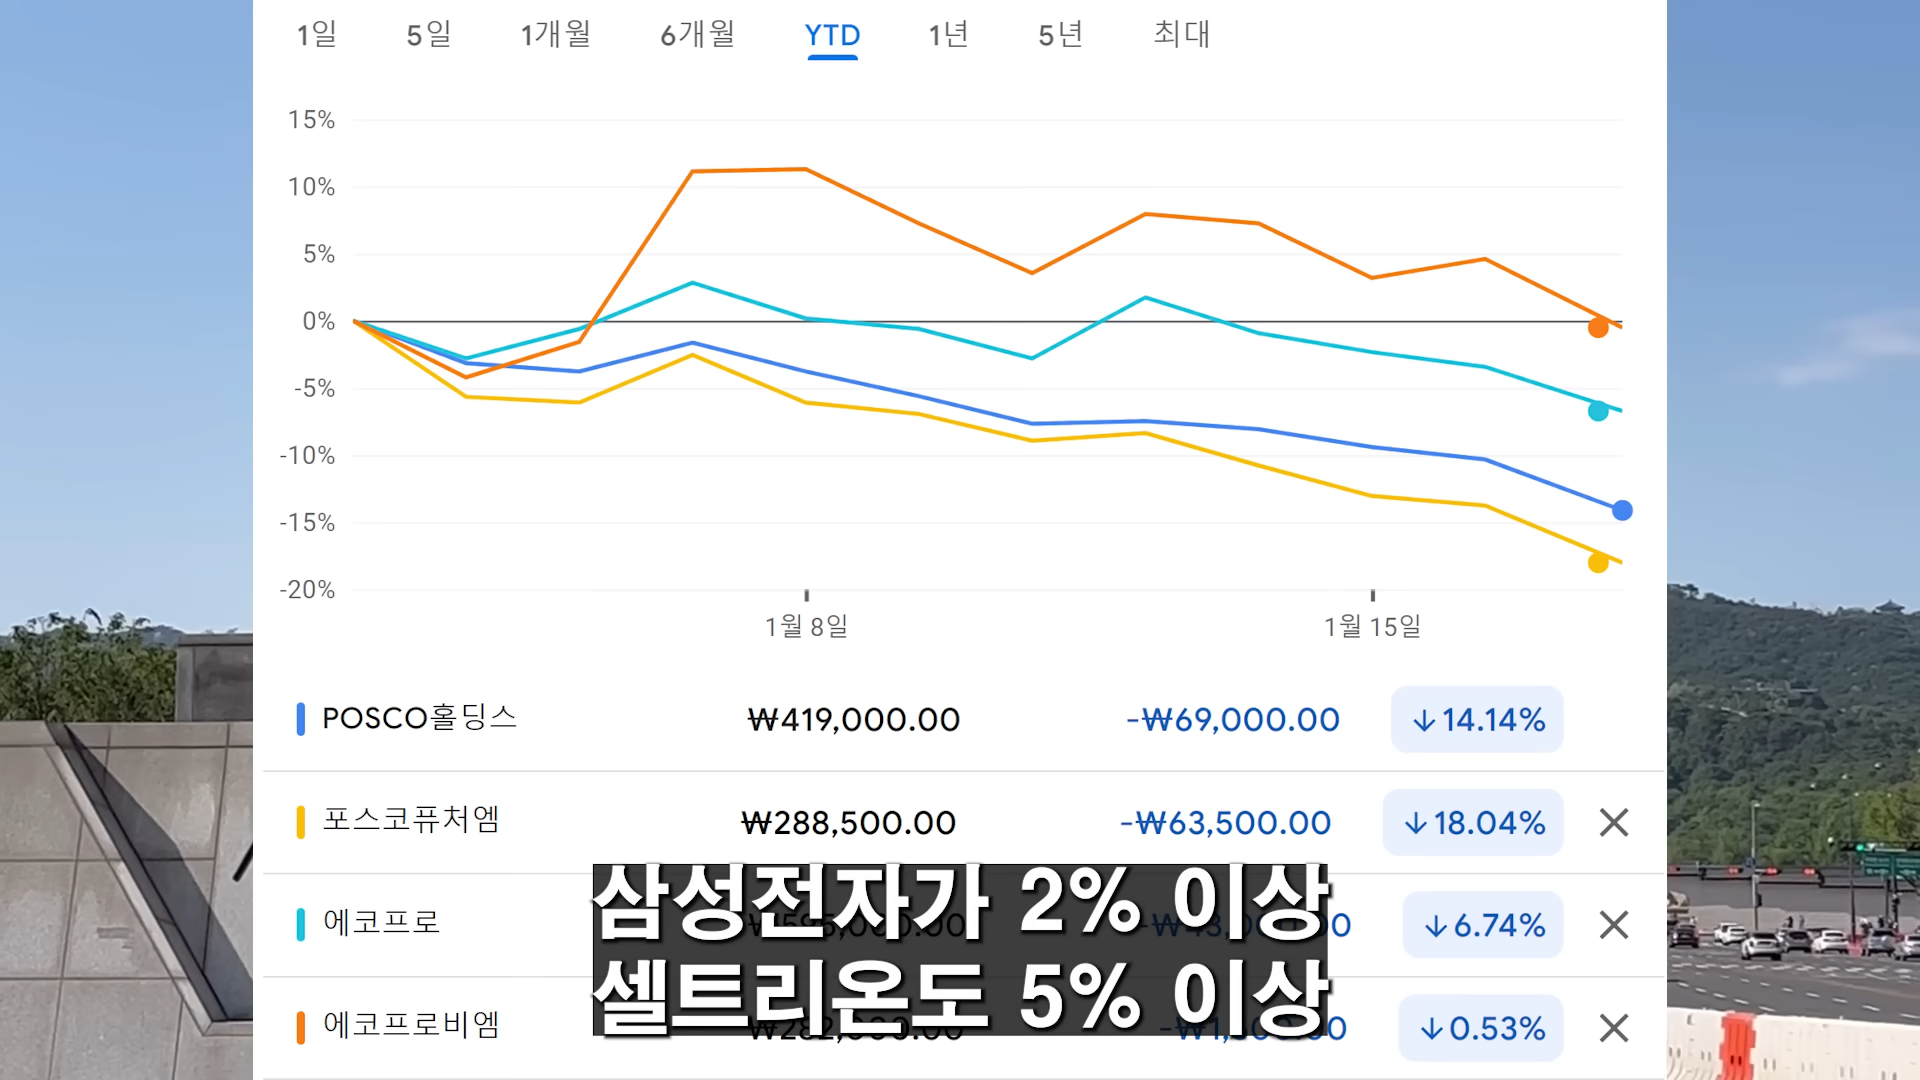 1일 5일 1개월 6개월 YTD 1년 5년 최대
15%
10%
5%
0%
-5%
-10%
-15%
-20%
1월 8일 1월 15일
POSCO홀딩스 ₩419,000.00 -₩69,000.00 ↓14.14%
포스코퓨처엠 ₩288,500.00 -₩63,500.00 ↓18.04%
에코프로 ↓6.74%
에코프로비엠 ↓0.53%
삼성전자가 2% 이상
셀트리온도 5% 이상